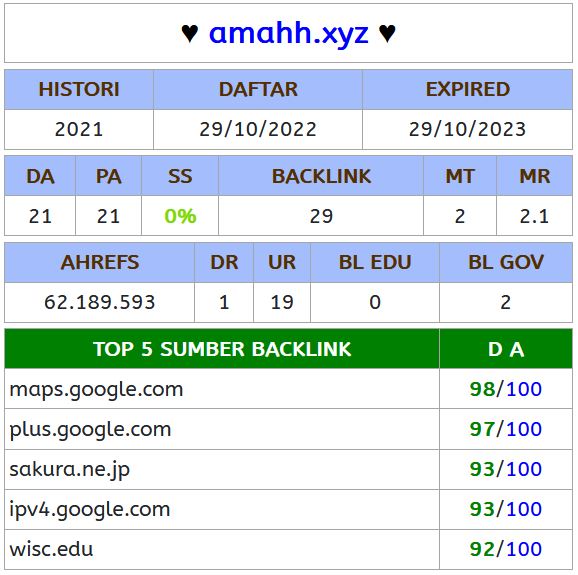 ♥ amahh.xyz ♥
HISTORI DAFTAR EXPIRED
2021 29/10/2022 29/10/2023
DA PA SS BACKLINK MT MR
21 21 0% 29 2 2.1
AHREFS DR UR BL EDU BL GOV
62.189.593 1 19 0 2
TOP 5 SUMBER BACKLINK D A
maps.google.com 98/100
plus.google.com 97/100
sakura.ne.jp 93/100
ipv4.google.com 93/100
wisc.edu 92/100